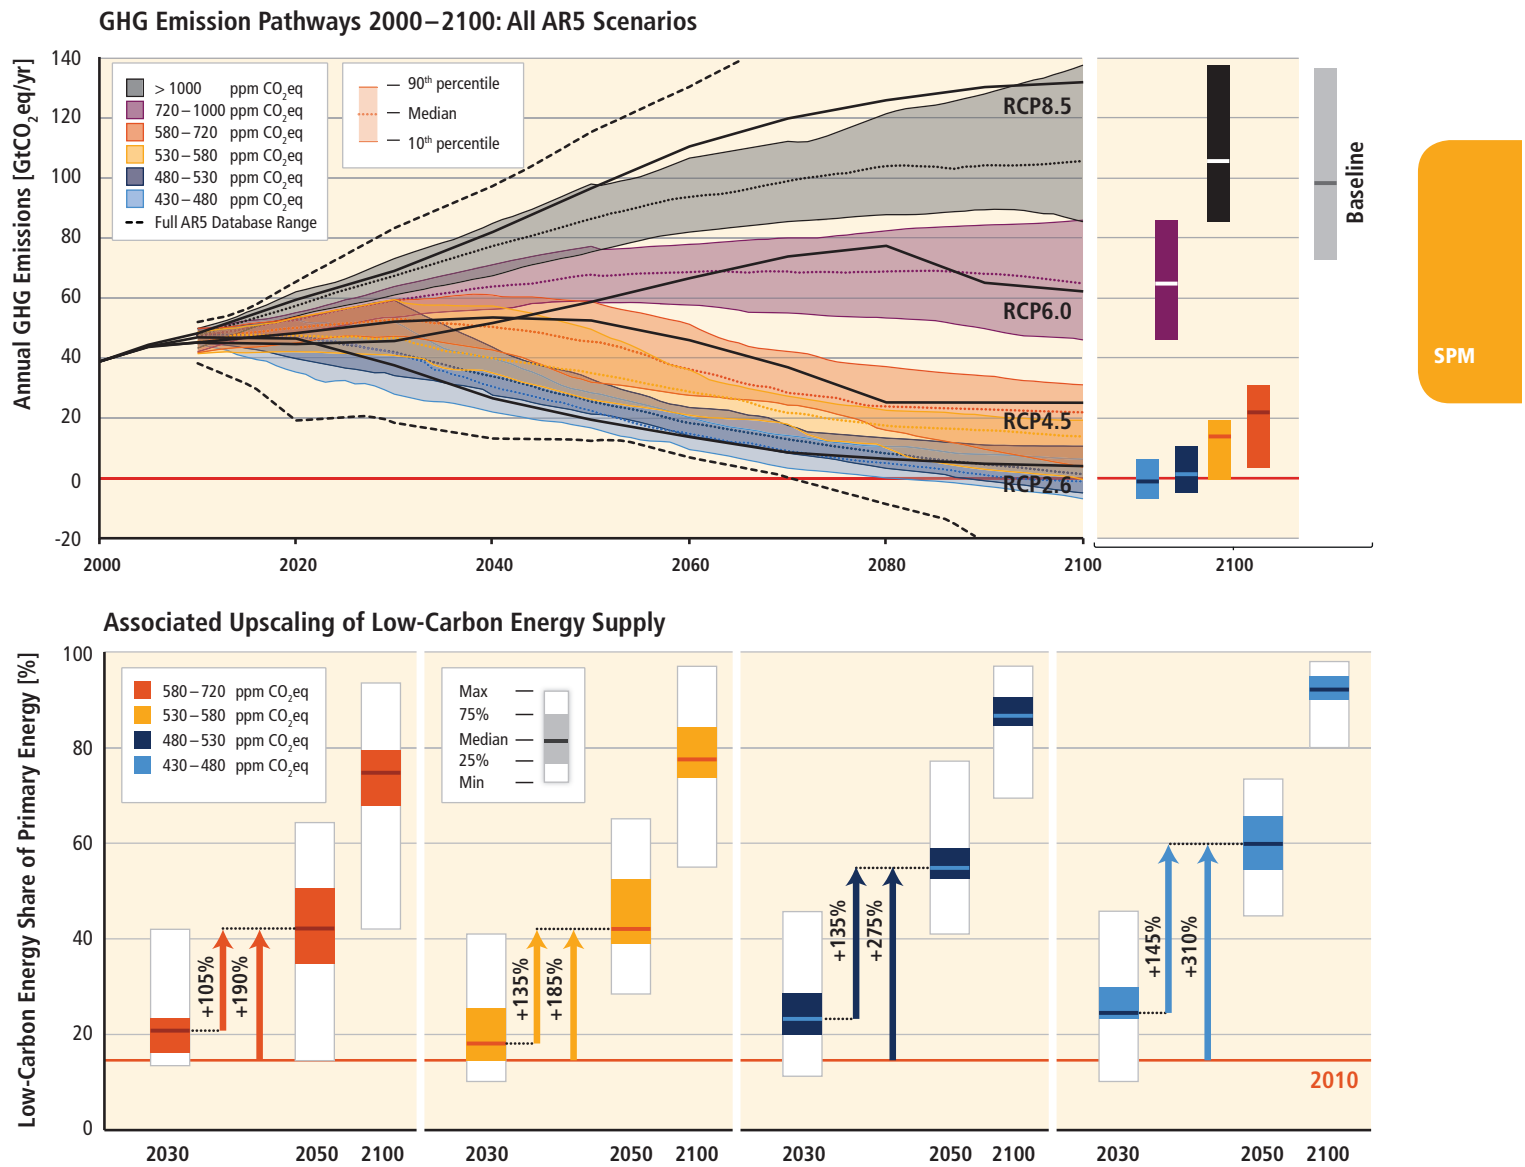 GHG Emission Pathways 2000–2100: All AR5 Scenarios
Annual GHG Emissions [GtCO2eq/yr]
140
120
100
80
60
40
20
0
-20
> 1000 ppm CO2eq
720–1000 ppm CO2eq
580–720 ppm CO2eq
530–580 ppm CO2eq
480–530 ppm CO2eq
430–480 ppm CO2eq
Full AR5 Database Range
90th percentile
Median
10th percentile
RCP8.5
RCP6.0
RCP4.5
RCP2.6
Baseline
SPM
2000 2020 2040 2060 2080 2100 2100
Associated Upscaling of Low-Carbon Energy Supply
Low-Carbon Energy Share of Primary Energy [%]
100
80
60
40
20
0
580–720 ppm CO2eq
530–580 ppm CO2eq
480–530 ppm CO2eq
430–480 ppm CO2eq
Max
75%
Median
25%
Min
+105%
+190%
+135%
+185%
+135%
+275%
+145%
+310%
2010
2030 2050 2100 2030 2050 2100 2030 2050 2100 2030 2050 2100